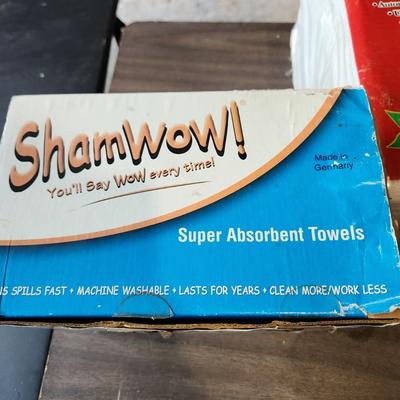 ShamWow!
You'll Say WOW every time!
Made in
Germany
Super Absorbent Towels
SPILLS FAST • MACHINE WASHABLE • LASTS FOR YEARS • CLEAN MORE/WORK LESS